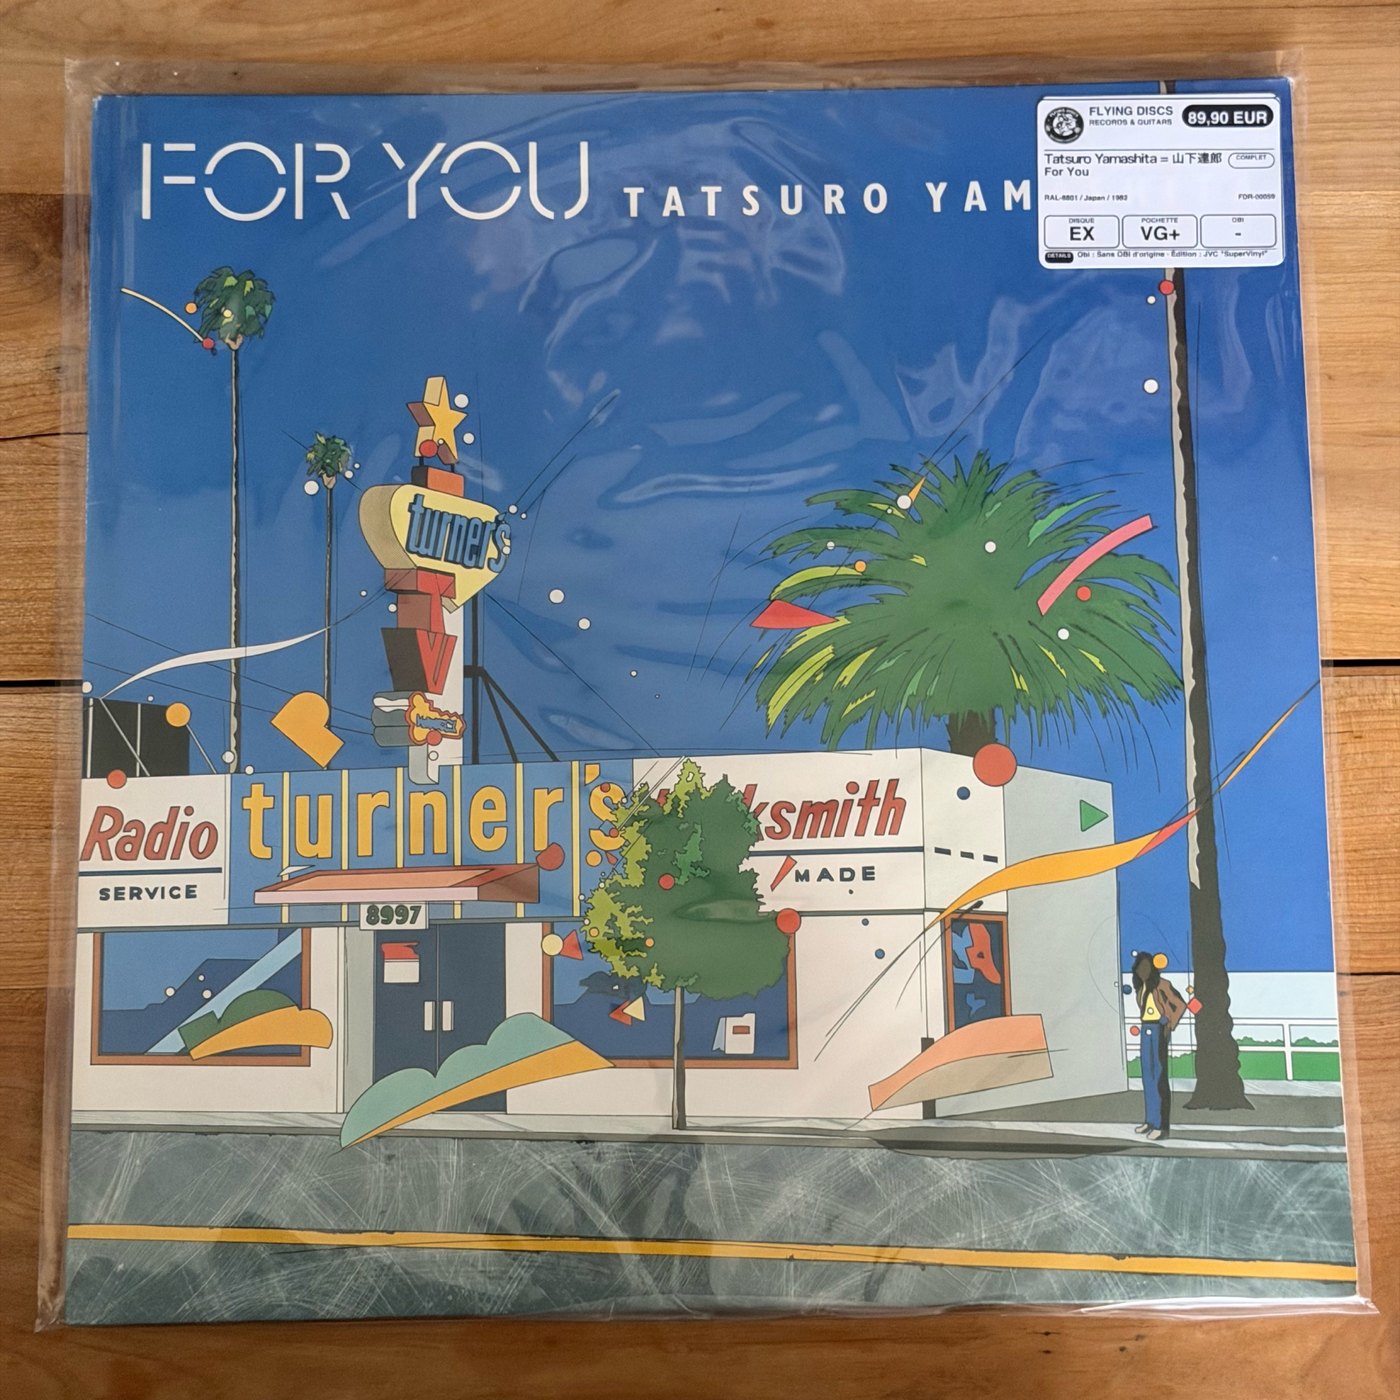 FOR YOU TATSURO YAM
FLYING DISCS
RECORDS & GUITARS
89,90 EUR
Tatsuro Yamashita = 山下達郎
COMPLET
For You
RAL-8801 / Japan / 1982
FDR-00059
DISQUE
EX
POCHETTE
VG+
OBI
-
DETAILS Obi : Sans OBI d'origine - Édition : JVC "SuperVinyl"
turner's
TV
Radio
SERVICE
turner's
ksmith
MADE
8997